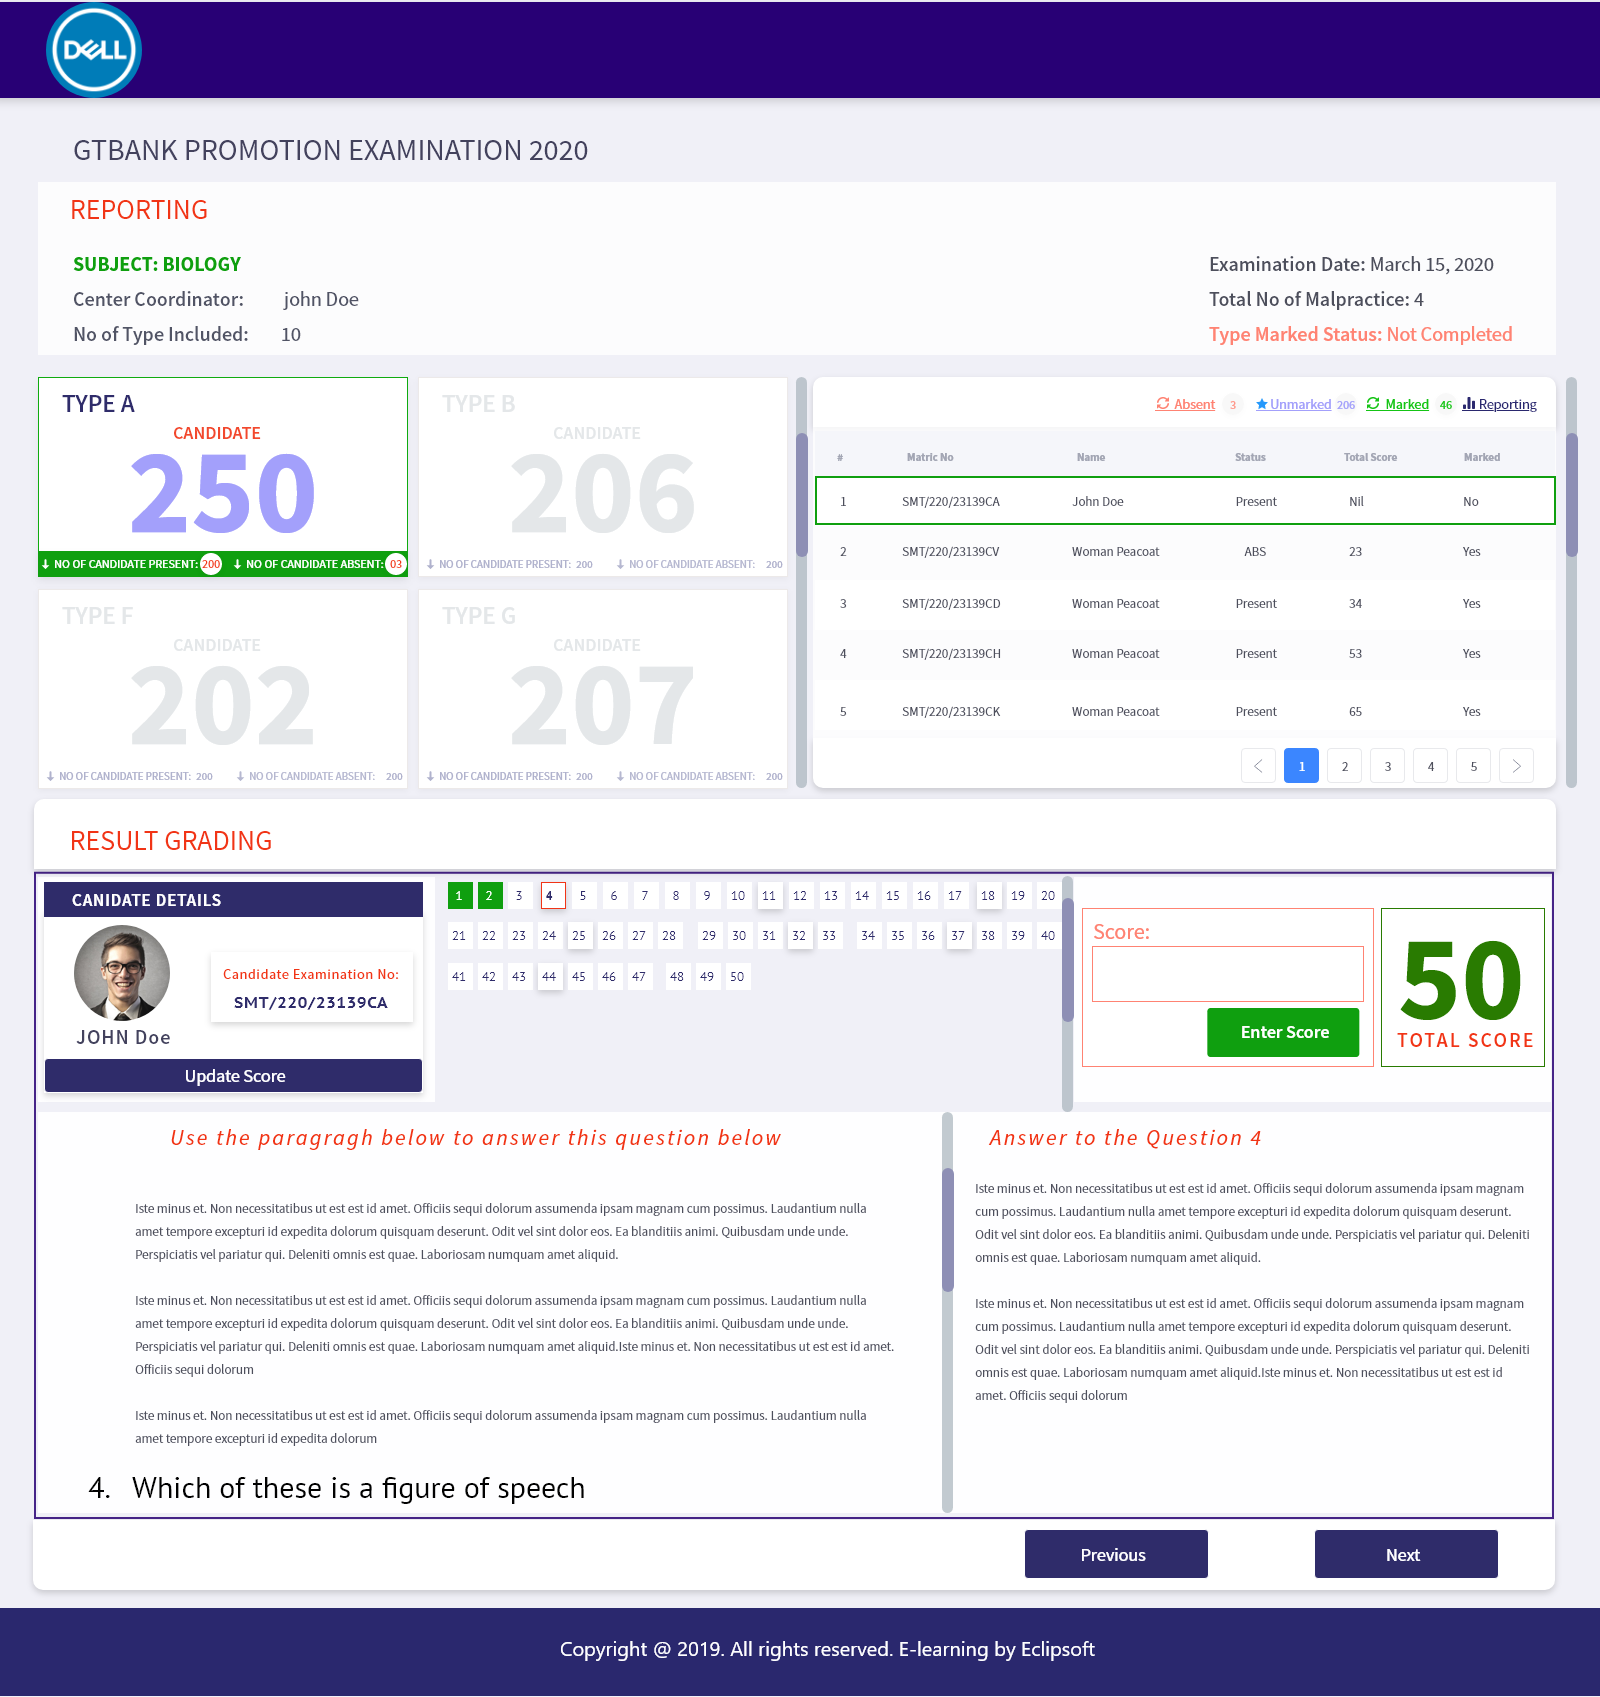 DELL
GTBANK PROMOTION EXAMINATION 2020
REPORTING
SUBJECT: BIOLOGY
Center Coordinator: john Doe
No of Type Included: 10
Examination Date: March 15, 2020
Total No of Malpractice: 4
Type Marked Status: Not Completed
TYPE A
CANDIDATE
250
NO OF CANDIDATE PRESENT: 200 NO OF CANDIDATE ABSENT: 03
TYPE B
CANDIDATE
206
NO OF CANDIDATE PRESENT: 200 NO OF CANDIDATE ABSENT: 200
TYPE F
CANDIDATE
202
NO OF CANDIDATE PRESENT: 200 NO OF CANDIDATE ABSENT: 200
TYPE G
CANDIDATE
207
NO OF CANDIDATE PRESENT: 200 NO OF CANDIDATE ABSENT: 200
Absent 3 Unmarked 206 Marked 46 Reporting
# Matric No Name Status Total Score Marked
1 SMT/220/23139CA John Doe Present Nil No
2 SMT/220/23139CV Woman Peacoat ABS 23 Yes
3 SMT/220/23139CD Woman Peacoat Present 34 Yes
4 SMT/220/23139CH Woman Peacoat Present 53 Yes
5 SMT/220/23139CK Woman Peacoat Present 65 Yes
1 2 3 4 5
RESULT GRADING
CANIDATE DETAILS
Candidate Examination No:
SMT/220/23139CA
JOHN Doe
Update Score
1 2 3 4 5 6 7 8 9 10 11 12 13 14 15 16 17 18 19 20
21 22 23 24 25 26 27 28 29 30 31 32 33 34 35 36 37 38 39 40
41 42 43 44 45 46 47 48 49 50
Score:
Enter Score
50
TOTAL SCORE
Use the paragragh below to answer this question below
Iste minus et. Non necessitatibus ut est est id amet. Officiis sequi dolorum assumenda ipsam magnam cum possimus. Laudantium nulla
amet tempore excepturi id expedita dolorum quisquam deserunt. Odit vel sint dolor eos. Ea blanditiis animi. Quibusdam unde unde.
Perspiciatis vel pariatur qui. Deleniti omnis est quae. Laboriosam numquam amet aliquid.
Iste minus et. Non necessitatibus ut est est id amet. Officiis sequi dolorum assumenda ipsam magnam cum possimus. Laudantium nulla
amet tempore excepturi id expedita dolorum quisquam deserunt. Odit vel sint dolor eos. Ea blanditiis animi. Quibusdam unde unde.
Perspiciatis vel pariatur qui. Deleniti omnis est quae. Laboriosam numquam amet aliquid.Iste minus et. Non necessitatibus ut est est id amet.
Officiis sequi dolorum
Iste minus et. Non necessitatibus ut est est id amet. Officiis sequi dolorum assumenda ipsam magnam cum possimus. Laudantium nulla
amet tempore excepturi id expedita dolorum
4. Which of these is a figure of speech
Answer to the Question 4
Iste minus et. Non necessitatibus ut est est id amet. Officiis sequi dolorum assumenda ipsam magnam
cum possimus. Laudantium nulla amet tempore excepturi id expedita dolorum quisquam deserunt.
Odit vel sint dolor eos. Ea blanditiis animi. Quibusdam unde unde. Perspiciatis vel pariatur qui. Deleniti
omnis est quae. Laboriosam numquam amet aliquid.
Iste minus et. Non necessitatibus ut est est id amet. Officiis sequi dolorum assumenda ipsam magnam
cum possimus. Laudantium nulla amet tempore excepturi id expedita dolorum quisquam deserunt.
Odit vel sint dolor eos. Ea blanditiis animi. Quibusdam unde unde. Perspiciatis vel pariatur qui. Deleniti
omnis est quae. Laboriosam numquam amet aliquid.Iste minus et. Non necessitatibus ut est est id
amet. Officiis sequi dolorum
Previous
Next
Copyright @ 2019. All rights reserved. E-learning by Eclipsoft